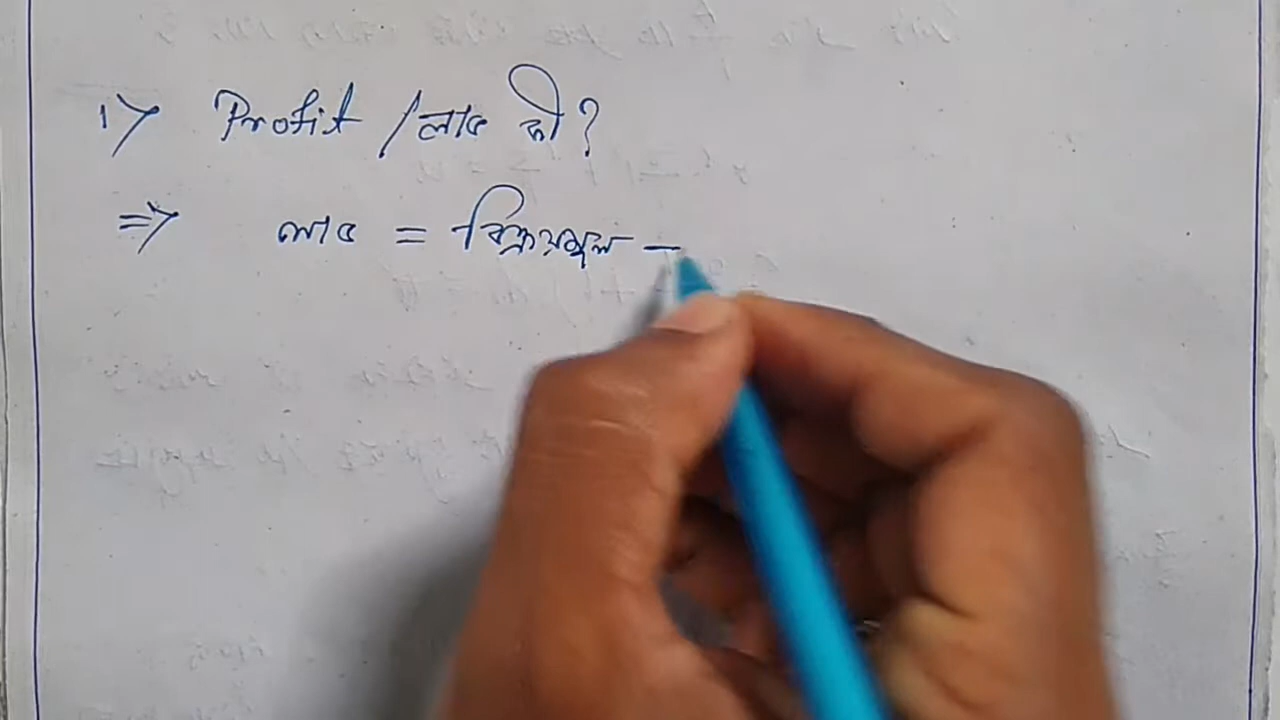 1) Profit / লাভ কী?
⇒ লাভ = বিক্রয়মূল্য -